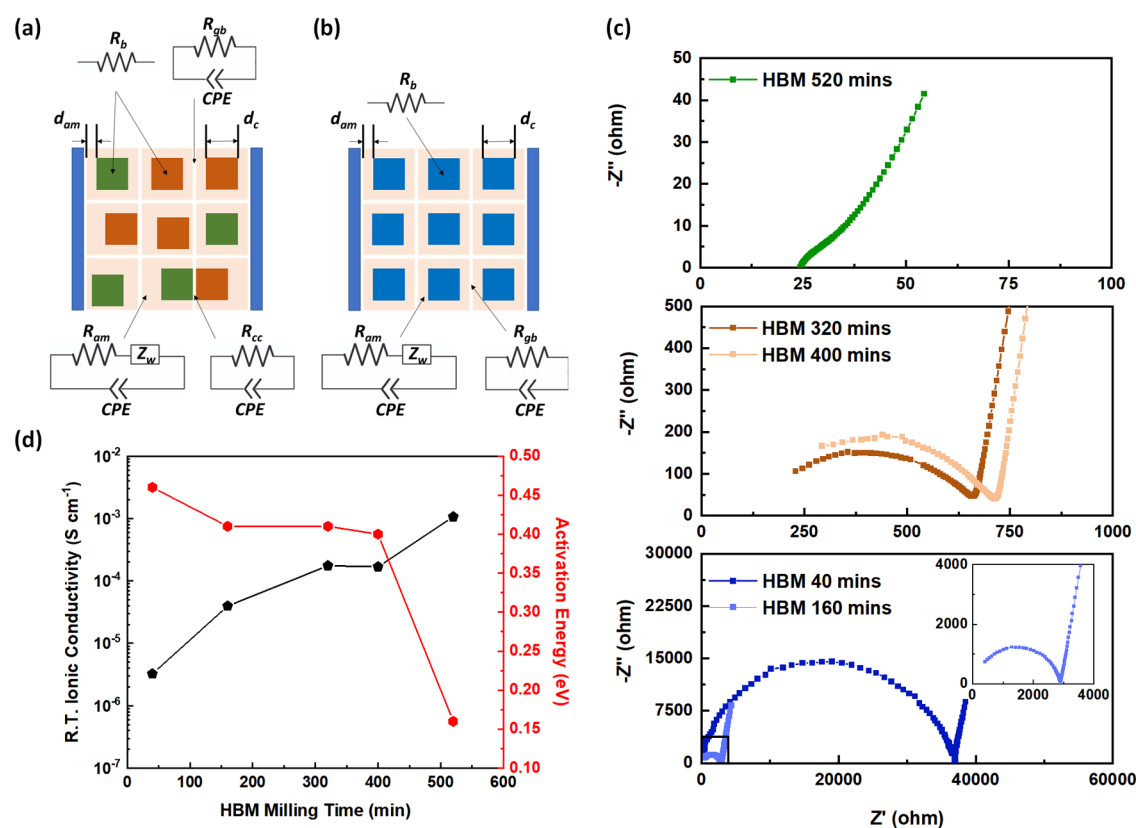 (a)
R_b
R_gb
CPE
d_am
d_c
R_am
Z_w
CPE
R_cc
CPE
(b)
R_b
d_am
d_c
R_am
Z_w
CPE
R_gb
CPE
(c)
-Z'' (ohm)
50
40
30
20
10
0
HBM 520 mins
0 25 50 75 100
-Z'' (ohm)
500
400
300
200
100
0
HBM 320 mins
HBM 400 mins
0 250 500 750 1000
-Z'' (ohm)
30000
22500
15000
7500
0
HBM 40 mins
HBM 160 mins
4000
2000
0
0 2000 4000
0 20000 40000 60000
Z' (ohm)
(d)
R.T. Ionic Conductivity (S cm⁻¹)
10⁻²
10⁻³
10⁻⁴
10⁻⁵
10⁻⁶
10⁻⁷
0 100 200 300 400 500 600
HBM Milling Time (min)
0.50
0.45
0.40
0.35
0.30
0.25
0.20
0.15
0.10
Activation Energy (eV)